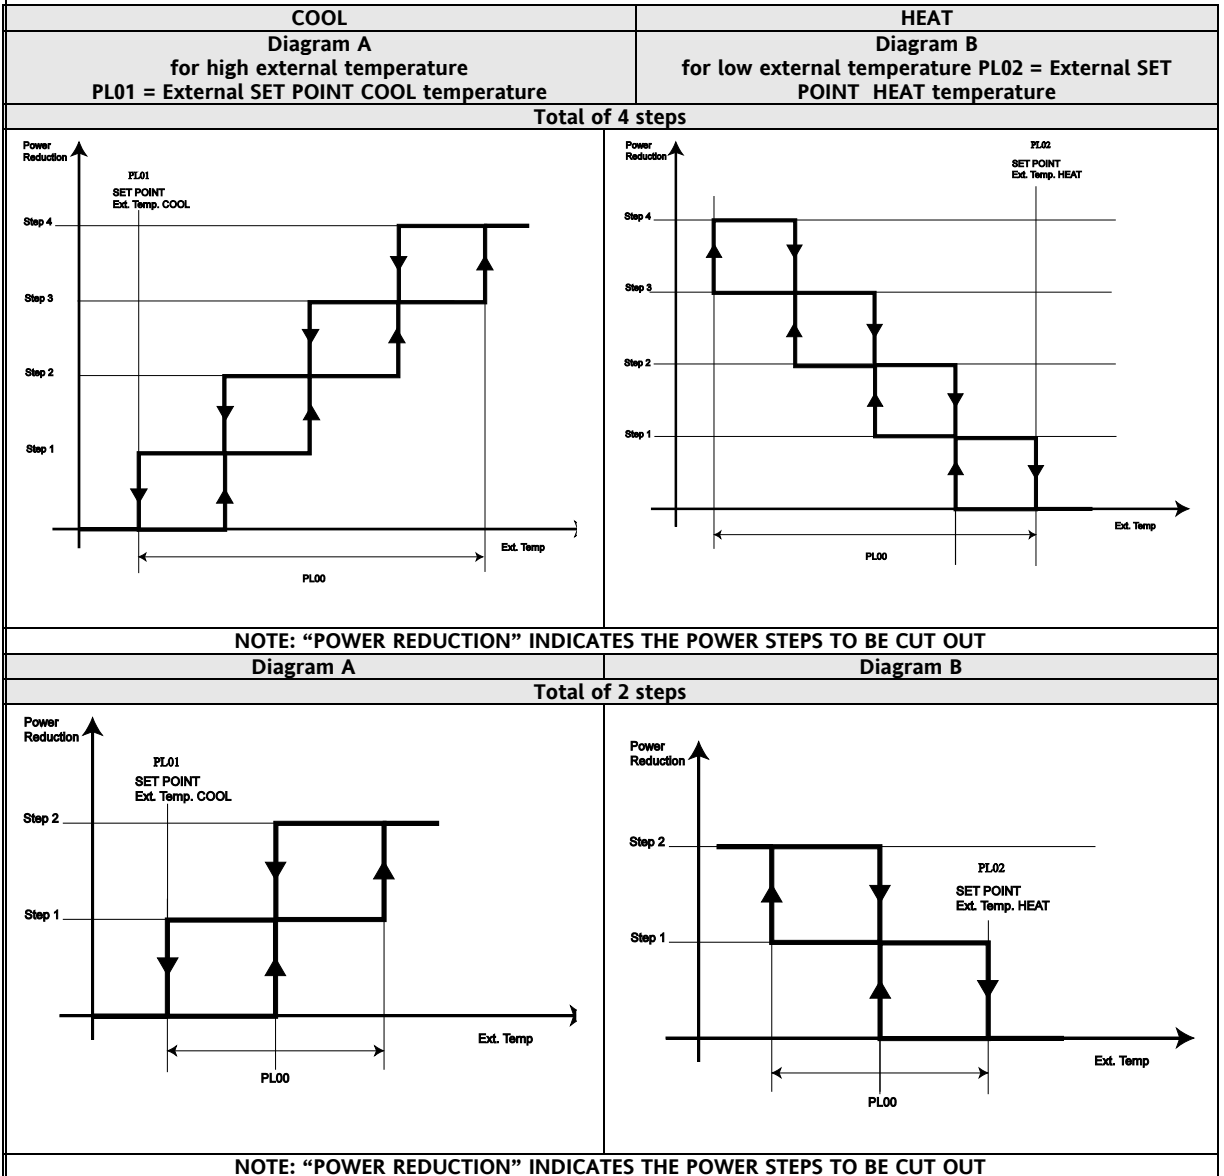 COOL
HEAT
Diagram A
for high external temperature
PL01 = External SET POINT COOL temperature
Diagram B
for low external temperature PL02 = External SET
POINT HEAT temperature
Total of 4 steps
Power
Reduction
PL01
SET POINT
Ext. Temp. COOL
Step 4
Step 3
Step 2
Step 1
Ext. Temp
PL00
Power
Reduction
PL02
SET POINT
Ext. Temp. HEAT
Step 4
Step 3
Step 2
Step 1
Ext. Temp
PL00
NOTE: “POWER REDUCTION” INDICATES THE POWER STEPS TO BE CUT OUT
Diagram A
Diagram B
Total of 2 steps
Power
Reduction
PL01
SET POINT
Ext. Temp. COOL
Step 2
Step 1
Ext. Temp
PL00
Power
Reduction
Step 2
PL02
SET POINT
Ext. Temp. HEAT
Step 1
Ext. Temp
PL00
NOTE: “POWER REDUCTION” INDICATES THE POWER STEPS TO BE CUT OUT